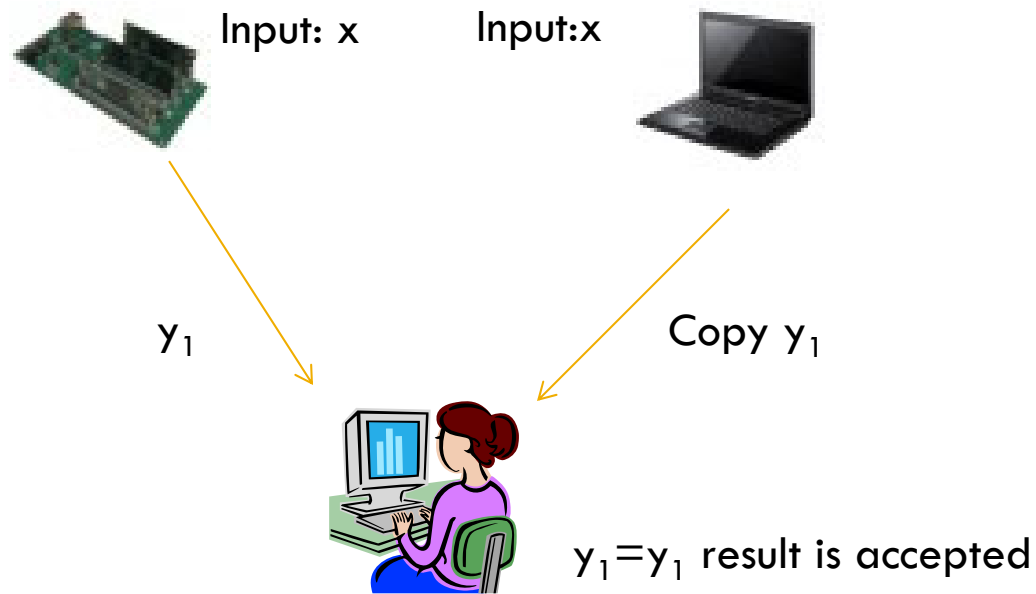 Input: x
Input:x
y₁
Copy y₁
y₁=y₁ result is accepted